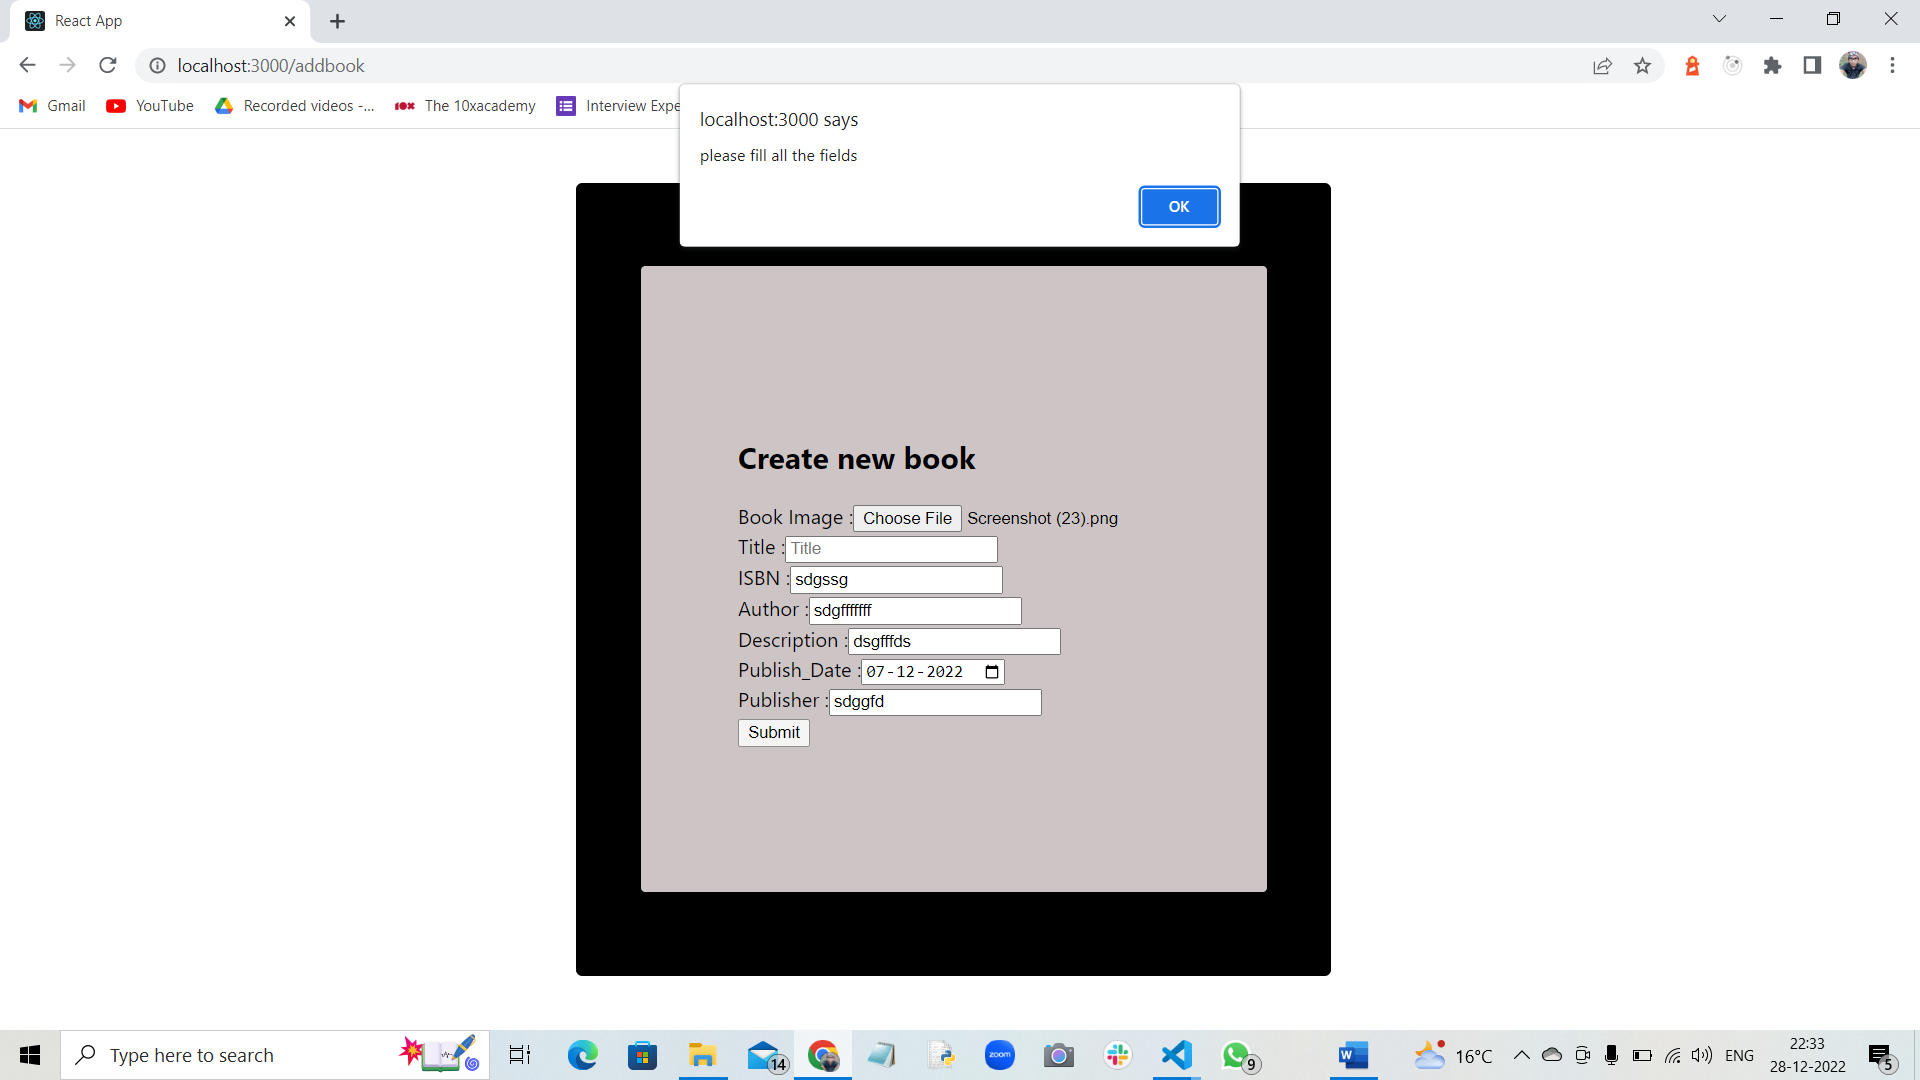 React App
localhost:3000/addbook
Gmail
YouTube
Recorded videos -...
The 10xacademy
Interview Expe
localhost:3000 says
please fill all the fields
OK
Create new book
Book Image : Choose File Screenshot (23).png
Title : Title
ISBN : sdgssg
Author : sdgfffffff
Description : dsgfffds
Publish_Date : 07-12-2022
Publisher : sdggfd
Submit
Type here to search
14
zoom
9
16°C
ENG
22:33
28-12-2022
5